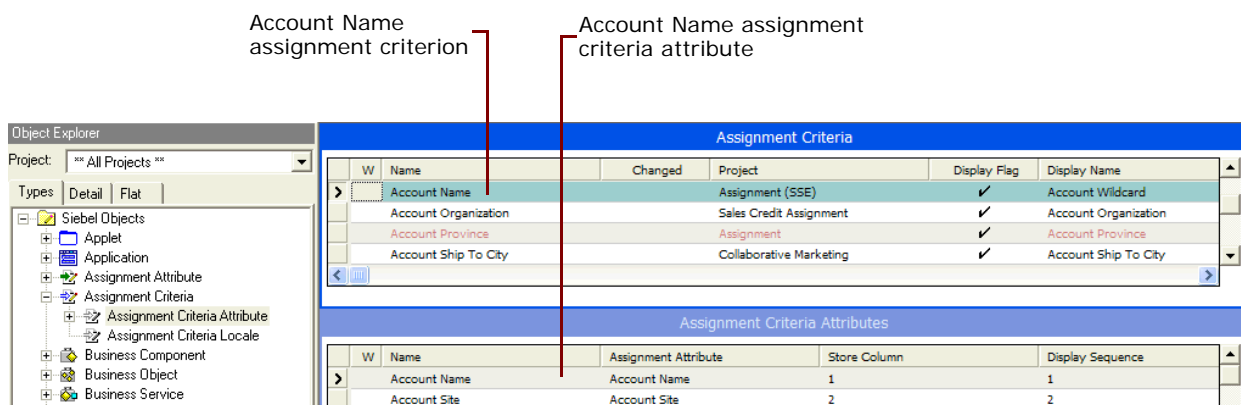 Account Name
assignment criterion
Account Name assignment
criteria attribute
Object Explorer
Project: ** All Projects **
Types Detail Flat
Siebel Objects
Applet
Application
Assignment Attribute
Assignment Criteria
Assignment Criteria Attribute
Assignment Criteria Locale
Business Component
Business Object
Business Service
Assignment Criteria
W Name Changed Project Display Flag Display Name
Account Name Assignment (SSE) ✔ Account Wildcard
Account Organization Sales Credit Assignment ✔ Account Organization
Account Province Assignment ✔ Account Province
Account Ship To City Collaborative Marketing ✔ Account Ship To City
Assignment Criteria Attributes
W Name Assignment Attribute Store Column Display Sequence
Account Name Account Name 1 1
Account Site Account Site 2 2